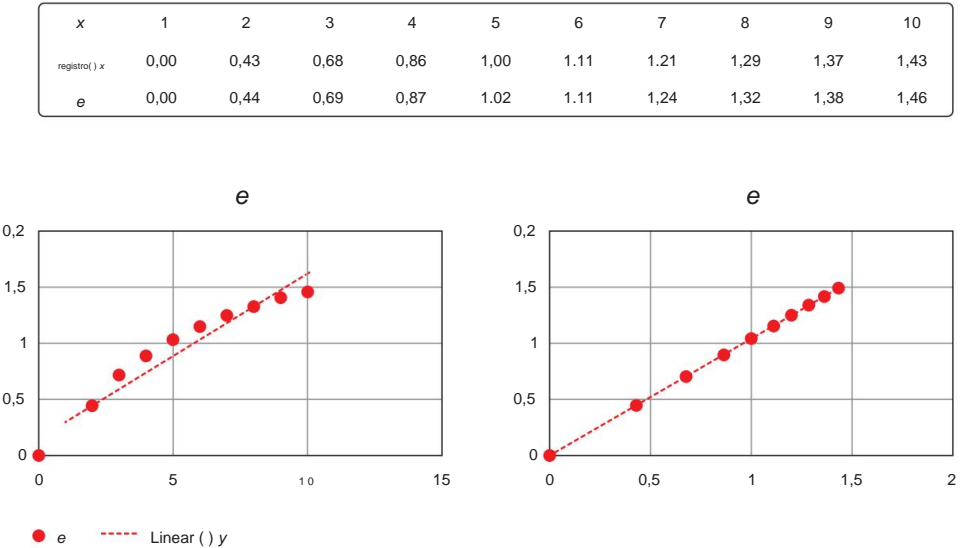 x 1 2 3 4 5 6 7 8 9 10
registro( ) x 0,00 0,43 0,68 0,86 1,00 1.11 1.21 1,29 1,37 1,43
e 0,00 0,44 0,69 0,87 1.02 1.11 1,24 1,32 1,38 1,46
e
0,2
1,5
1
0,5
0
0 5 1 0 15
e
0,2
1,5
1
0,5
0
0 0,5 1 1,5 2
e Linear ( ) y